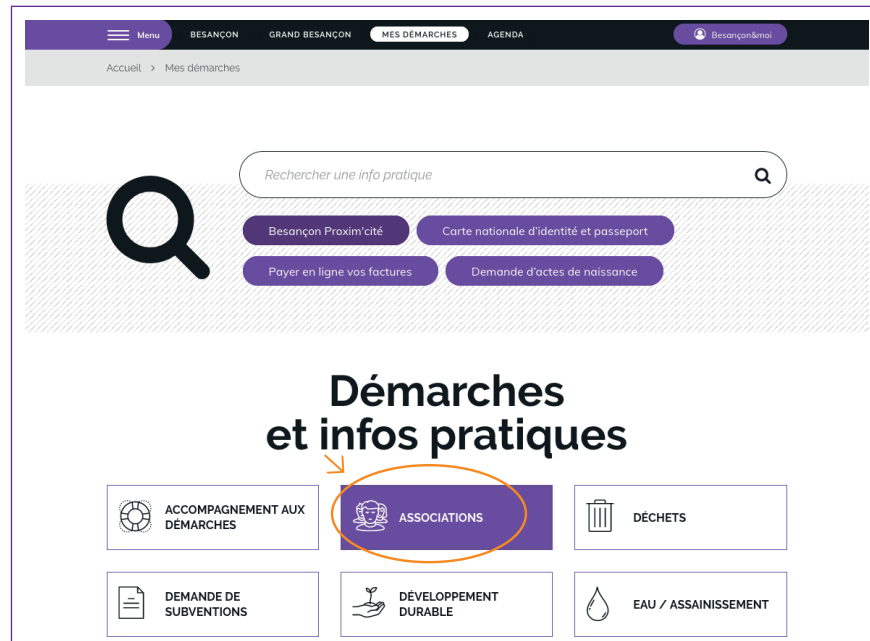 Menu BESANÇON GRAND BESANÇON MES DÉMARCHES AGENDA Besançon&moi
Accueil > Mes démarches
Rechercher une info pratique
Besançon Proxim'cité Carte nationale d'identité et passeport
Payer en ligne vos factures Demande d'actes de naissance
Démarches
et infos pratiques
ACCOMPAGNEMENT AUX
DÉMARCHES
ASSOCIATIONS
DÉCHETS
DEMANDE DE
SUBVENTIONS
DÉVELOPPEMENT
DURABLE
EAU / ASSAINISSEMENT